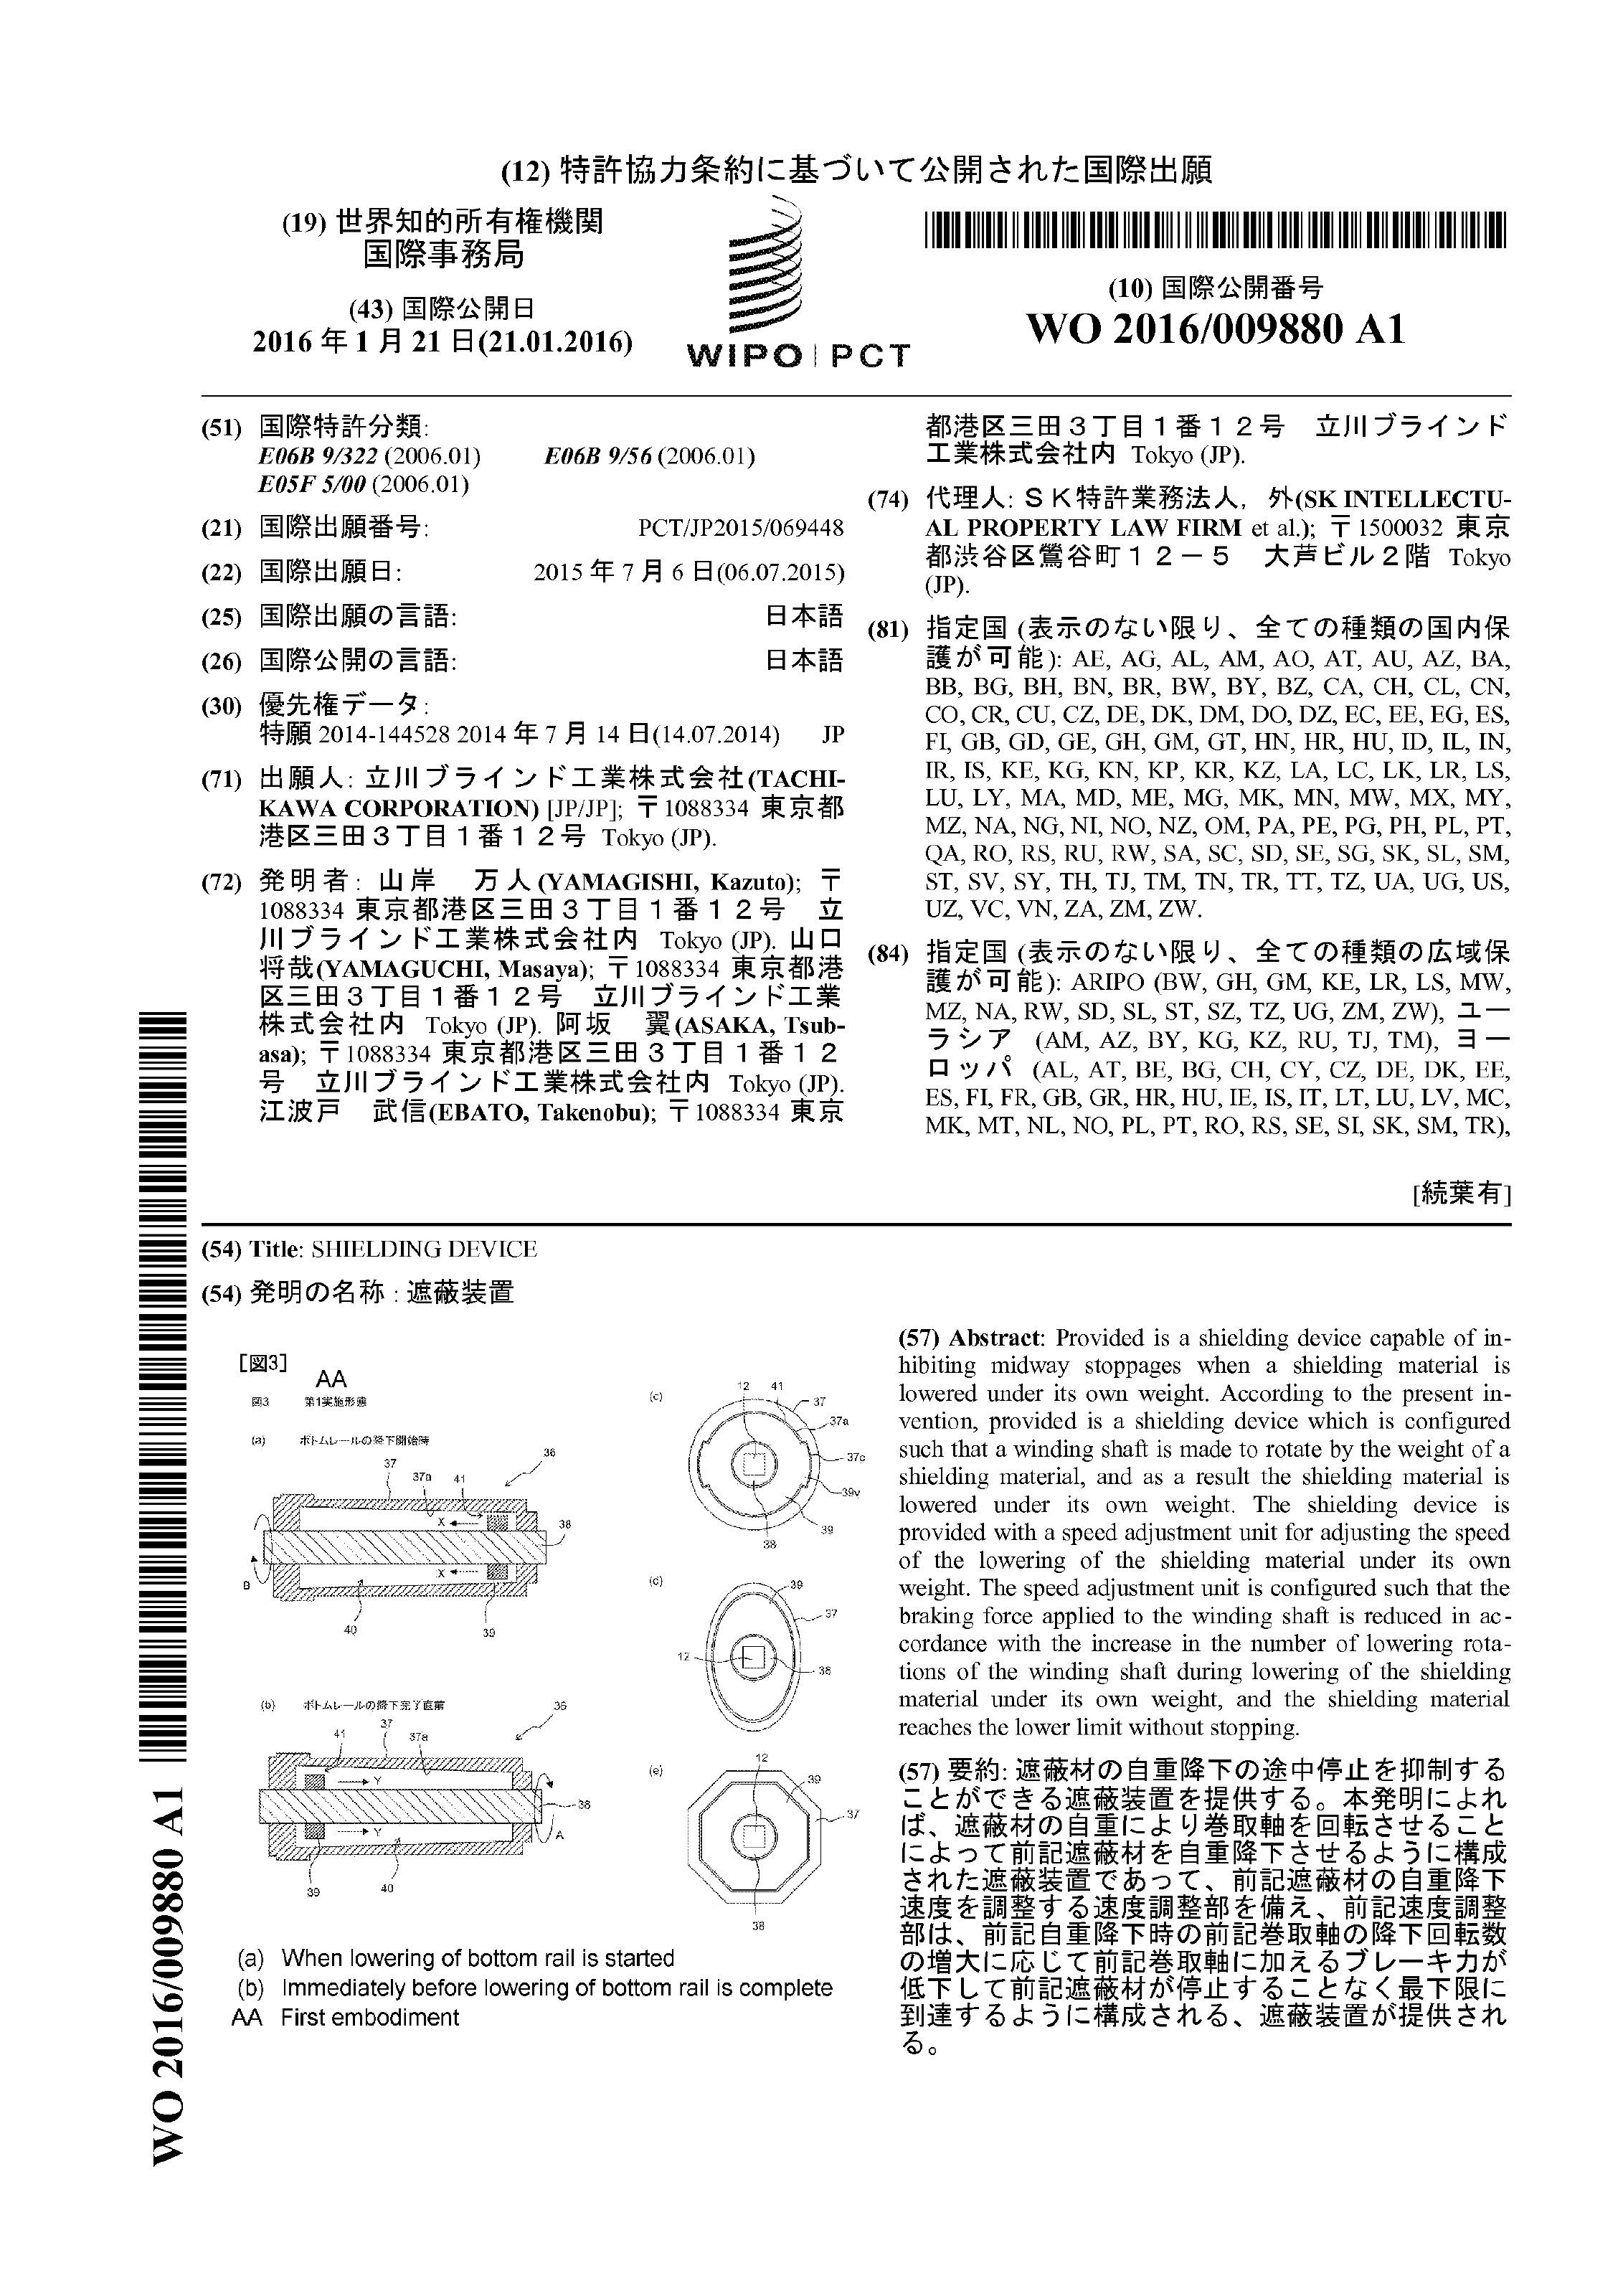 (12) 特許協力条約に基づいて公開された国際出願
(19) 世界知的所有権機関
国際事務局
(43) 国際公開日
2016 年 1 月 21 日(21.01.2016)
WIPO | PCT
(10) 国際公開番号
WO 2016/009880 A1
(51) 国際特許分類:
E06B 9/322 (2006.01) E06B 9/56 (2006.01)
E05F 5/00 (2006.01)
(21) 国際出願番号: PCT/JP2015/069448
(22) 国際出願日: 2015 年 7 月 6 日(06.07.2015)
(25) 国際出願の言語: 日本語
(26) 国際公開の言語: 日本語
(30) 優先権データ:
特願 2014-144528 2014 年 7 月 14 日(14.07.2014) JP
(71) 出願人: 立川ブラインド工業株式会社(TACHI-
KAWA CORPORATION) [JP/JP]; 〒1088334 東京都
港区三田3丁目1番12号 Tokyo (JP).
(72) 発明者: 山岸 万人(YAMAGISHI, Kazuto); 〒
1088334 東京都港区三田3丁目1番12号 立
川ブラインド工業株式会社内 Tokyo (JP). 山口
将哉(YAMAGUCHI, Masaya); 〒1088334 東京都港
区三田3丁目1番12号 立川ブラインド工業
株式会社内 Tokyo (JP). 阿坂 翼(ASAKA, Tsub-
asa); 〒1088334 東京都港区三田3丁目1番12
号 立川ブラインド工業株式会社内 Tokyo (JP).
江波戸 武信(EBATO, Takenobu); 〒1088334 東京
都港区三田3丁目1番12号 立川ブラインド
工業株式会社内 Tokyo (JP).
(74) 代理人: SK特許業務法人, 外(SK INTELLECTU-
AL PROPERTY LAW FIRM et al.); 〒1500032 東京
都渋谷区鶯谷町12-5 大芦ビル2階 Tokyo
(JP).
(81) 指定国 (表示のない限り、全ての種類の国内保
護が可能): AE, AG, AL, AM, AO, AT, AU, AZ, BA,
BB, BG, BH, BN, BR, BW, BY, BZ, CA, CH, CL, CN,
CO, CR, CU, CZ, DE, DK, DM, DO, DZ, EC, EE, EG, ES,
FI, GB, GD, GE, GH, GM, GT, HN, HR, HU, ID, IL, IN,
IR, IS, KE, KG, KN, KP, KR, KZ, LA, LC, LK, LR, LS,
LU, LY, MA, MD, ME, MG, MK, MN, MW, MX, MY,
MZ, NA, NG, NI, NO, NZ, OM, PA, PE, PG, PH, PL, PT,
QA, RO, RS, RU, RW, SA, SC, SD, SE, SG, SK, SL, SM,
ST, SV, SY, TH, TJ, TM, TN, TR, TT, TZ, UA, UG, US,
UZ, VC, VN, ZA, ZM, ZW.
(84) 指定国 (表示のない限り、全ての種類の広域保
護が可能): ARIPO (BW, GH, GM, KE, LR, LS, MW,
MZ, NA, RW, SD, SL, ST, SZ, TZ, UG, ZM, ZW), ユー
ラシア (AM, AZ, BY, KG, KZ, RU, TJ, TM), ヨー
ロッパ (AL, AT, BE, BG, CH, CY, CZ, DE, DK, EE,
ES, FI, FR, GB, GR, HR, HU, IE, IS, IT, LT, LU, LV, MC,
MK, MT, NL, NO, PL, PT, RO, RS, SE, SI, SK, SM, TR),
[続葉有]
(54) Title: SHIELDING DEVICE
(54) 発明の名称 : 遮蔽装置
[図3]
AA
図3 第1実施形態
(a) ボトムレールの降下開始時
36
37
37a
41
X
38
X
B
40
39
(b) ボトムレールの降下完了直前
36
37
41
37a
Y
38
Y
A
39
40
(c)
12
41
37
37a
37c
39v
39
38
(d)
39
37
12
38
(e)
12
39
37
38
(a) When lowering of bottom rail is started
(b) Immediately before lowering of bottom rail is complete
AA First embodiment
(57) Abstract: Provided is a shielding device capable of in-
hibiting midway stoppages when a shielding material is
lowered under its own weight. According to the present in-
vention, provided is a shielding device which is configured
such that a winding shaft is made to rotate by the weight of a
shielding material, and as a result the shielding material is
lowered under its own weight. The shielding device is
provided with a speed adjustment unit for adjusting the speed
of the lowering of the shielding material under its own
weight. The speed adjustment unit is configured such that the
braking force applied to the winding shaft is reduced in ac-
cordance with the increase in the number of lowering rota-
tions of the winding shaft during lowering of the shielding
material under its own weight, and the shielding material
reaches the lower limit without stopping.
(57) 要約: 遮蔽材の自重降下の途中停止を抑制する
ことができる遮蔽装置を提供する。本発明によれ
ば、遮蔽材の自重により巻取軸を回転させること
によって前記遮蔽材を自重降下させるように構成
された遮蔽装置であって、前記遮蔽材の自重降下
速度を調整する速度調整部を備え、前記速度調整
部は、前記自重降下時の前記巻取軸の降下回転数
の増大に応じて前記巻取軸に加えるブレーキ力が
低下して前記遮蔽材が停止することなく最下限に
到達するように構成される、遮蔽装置が提供され
る。
WO 2016/009880 A1